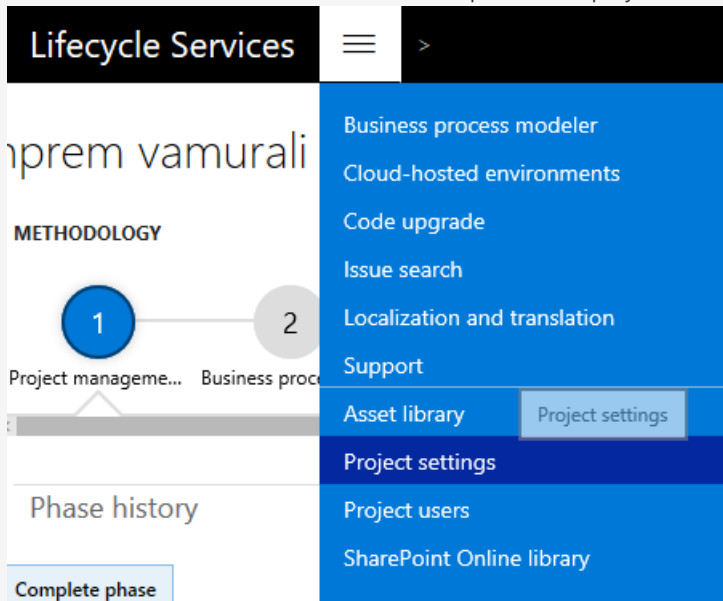 Lifecycle Services
>
nprem vamurali
METHODOLOGY
1
2
Project manageme...
Business proce
Phase history
Complete phase
Business process modeler
Cloud-hosted environments
Code upgrade
Issue search
Localization and translation
Support
Asset library
Project settings
Project settings
Project users
SharePoint Online library